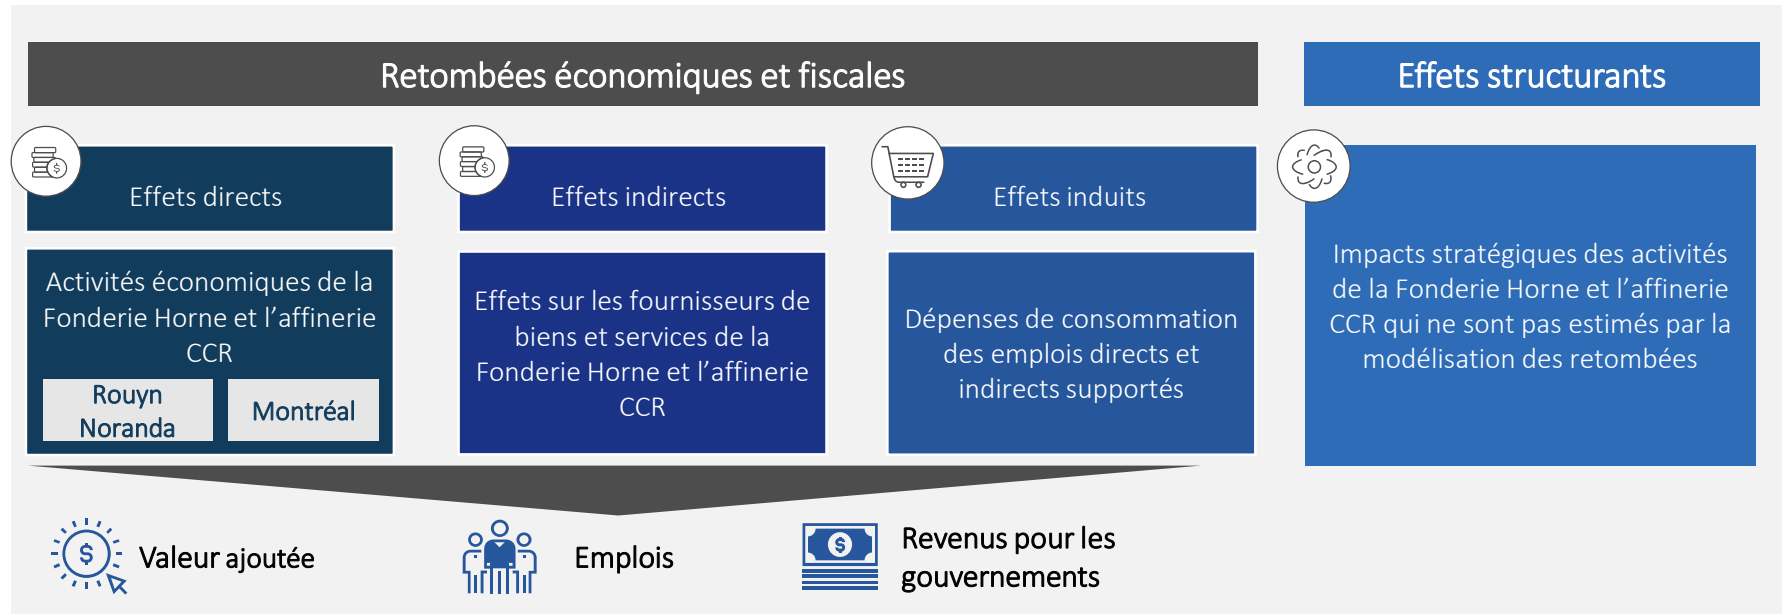 Retombées économiques et fiscales
Effets structurants
Effets directs
Activités économiques de la
Fonderie Horne et l’affinerie
CCR
Rouyn
Noranda
Montréal
Effets indirects
Effets sur les fournisseurs de
biens et services de la
Fonderie Horne et l’affinerie
CCR
Effets induits
Dépenses de consommation
des emplois directs et
indirects supportés
Impacts stratégiques des activités
de la Fonderie Horne et l’affinerie
CCR qui ne sont pas estimés par la
modélisation des retombées
Valeur ajoutée
Emplois
Revenus pour les
gouvernements